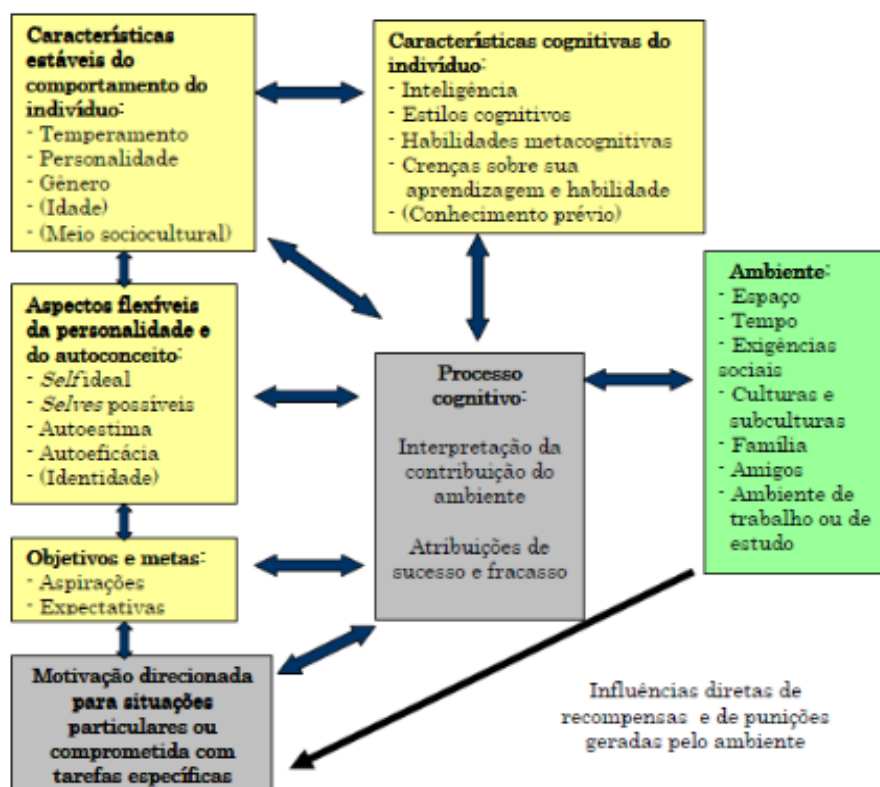 Características
estáveis do
comportamento do
indivíduo:
- Temperamento
- Personalidade
- Gênero
- (Idade)
- (Meio sociocultural)
Características cognitivas do
indivíduo:
- Inteligência
- Estilos cognitivos
- Habilidades metacognitivas
- Crenças sobre sua
aprendizagem e habilidade
- (Conhecimento prévio)
Aspectos flexíveis
da personalidade e
do autoconceito:
- Self ideal
- Selves possíveis
- Autoestima
- Autoeficácia
- (Identidade)
Processo
cognitivo:
Interpretação da
contribuição do
ambiente
Atribuições de
sucesso e fracasso
Ambiente:
- Espaço
- Tempo
- Exigências
sociais
- Culturas e
subculturas
- Família
- Amigos
- Ambiente de
trabalho ou de
estudo
Objetivos e metas:
- Aspirações
- Expectativas
Motivação direcionada
para situações
particulares ou
comprometida com
tarefas específicas
Influências diretas de
recompensas e de punições
geradas pelo ambiente